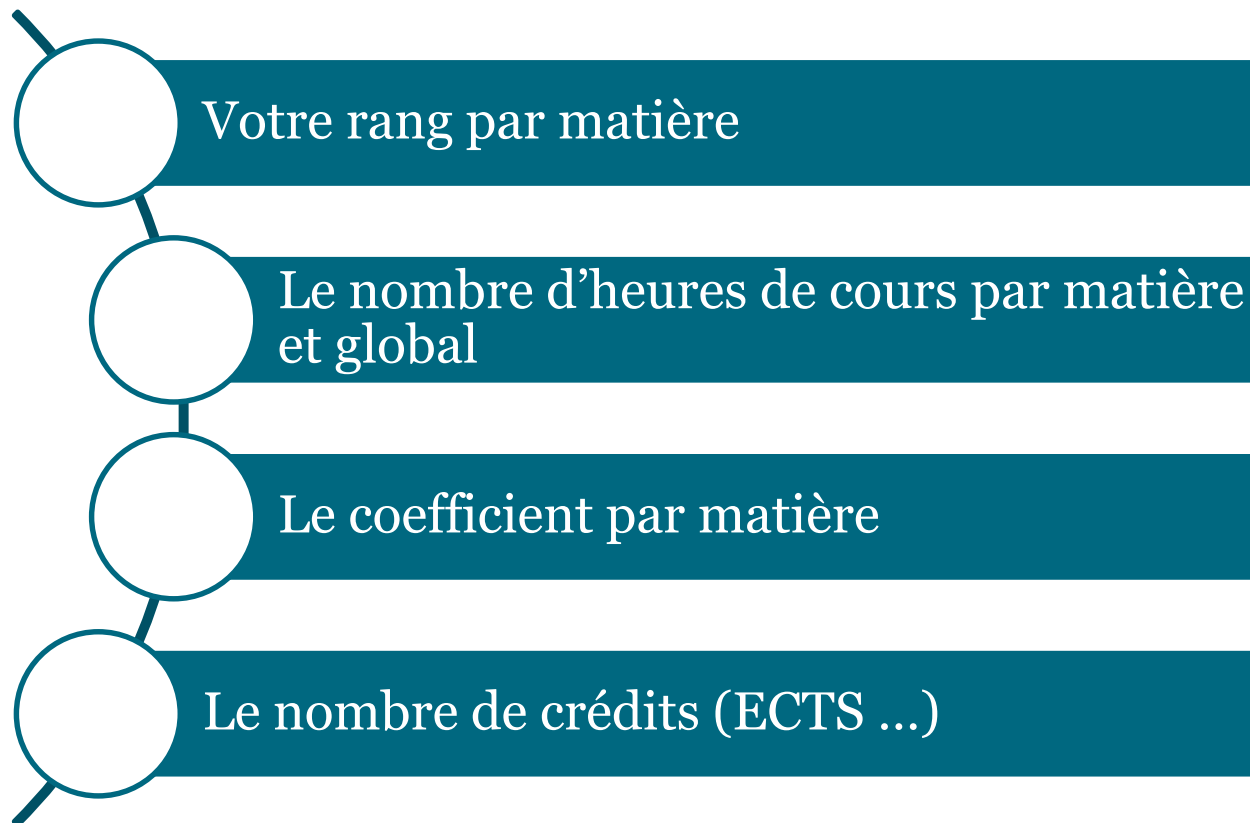 Votre rang par matière
Le nombre d’heures de cours par matière
et global
Le coefficient par matière
Le nombre de crédits (ECTS ...)